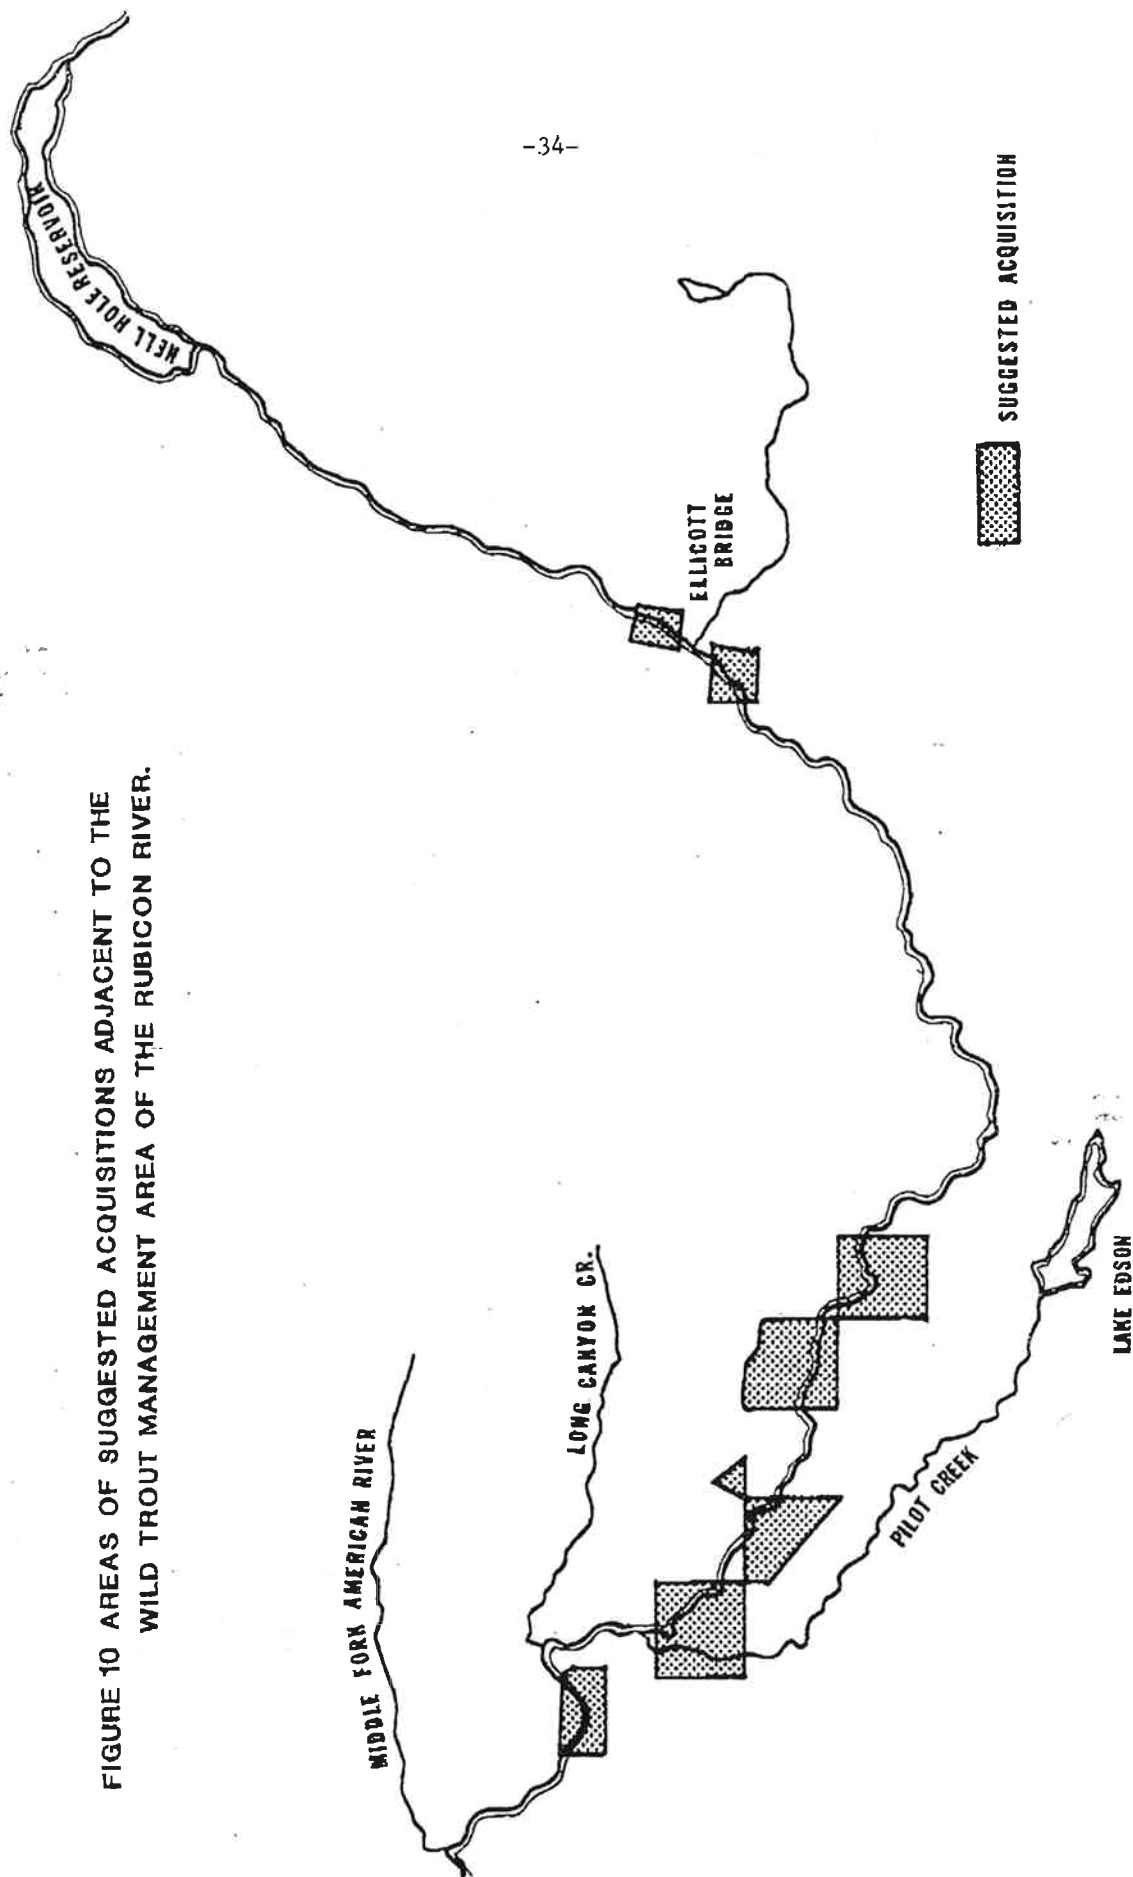 -34-
FIGURE 10 AREAS OF SUGGESTED ACQUISITIONS ADJACENT TO THE
WILD TROUT MANAGEMENT AREA OF THE RUBICON RIVER.
HELL HOLE RESERVOIR
ELLICOTT
BRIDGE
MIDDLE FORK AMERICAN RIVER
LONG CANYON CR.
PILOT CREEK
LAKE EDSON
SUGGESTED ACQUISITION